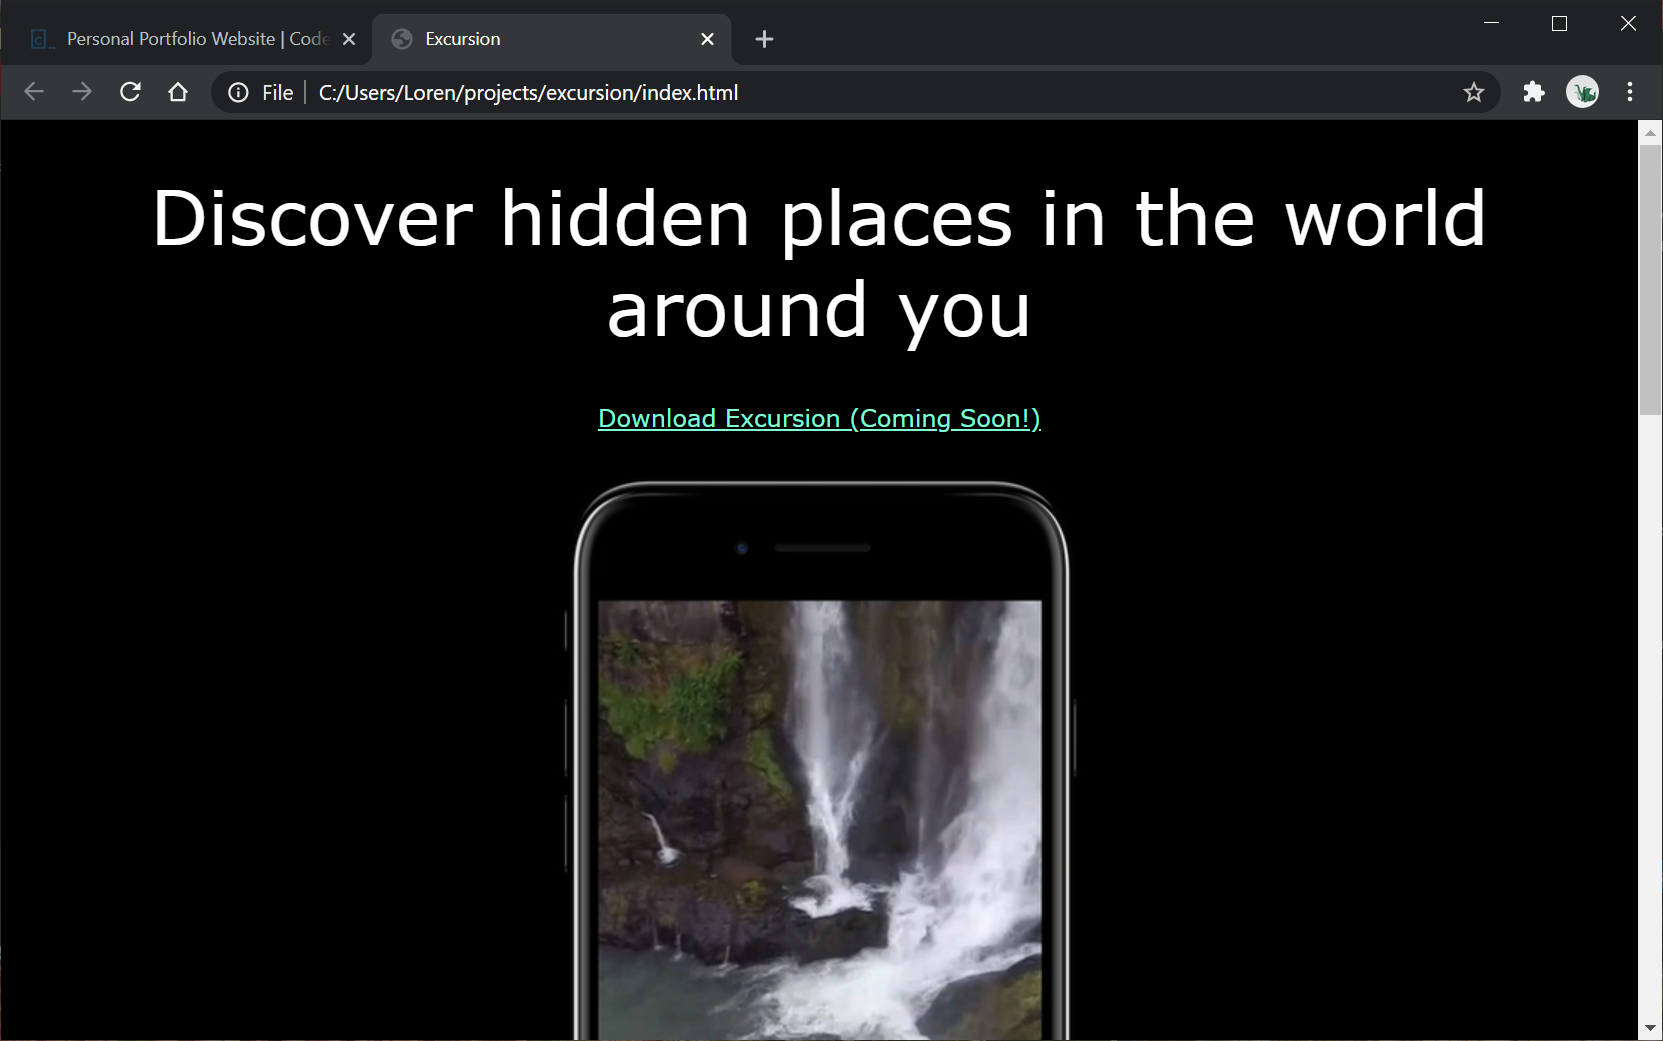 Personal Portfolio Website | Code
Excursion
File
C:/Users/Loren/projects/excursion/index.html
Discover hidden places in the world
around you
Download Excursion (Coming Soon!)